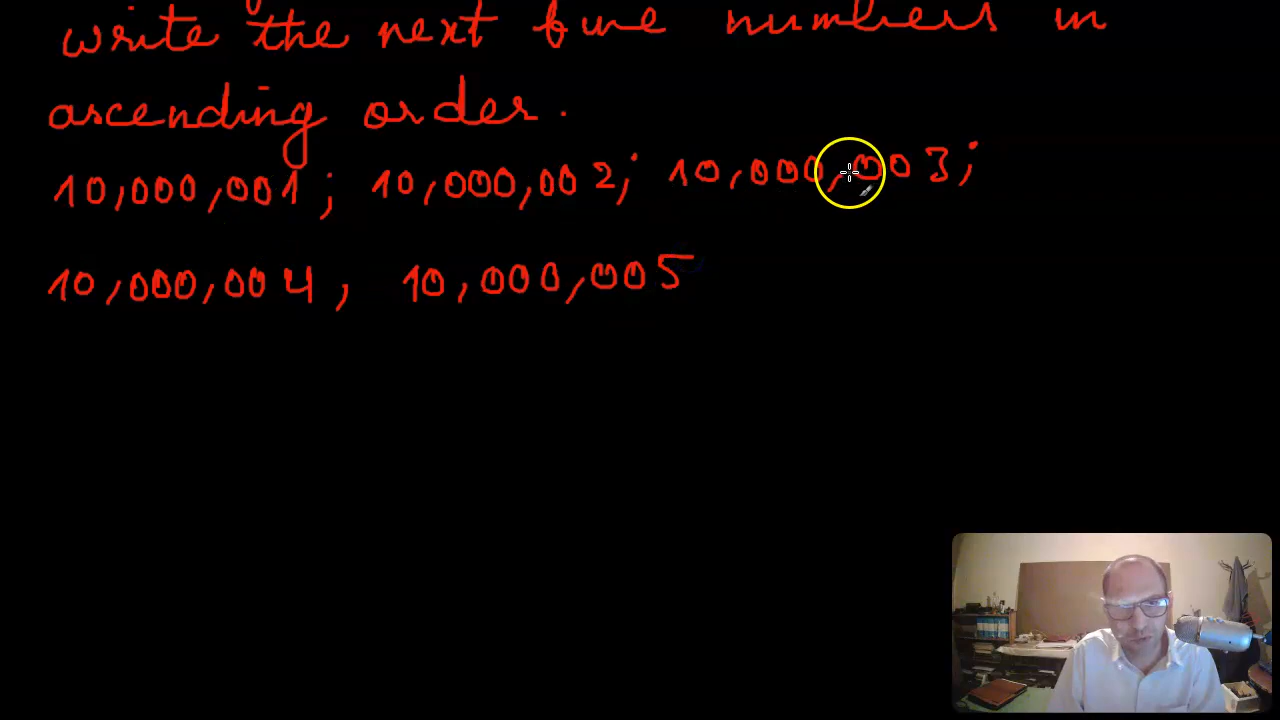 write the next five numbers in
ascending order.
10,000,001; 10,000,002; 10,000,003;
10,000,004, 10,000,005